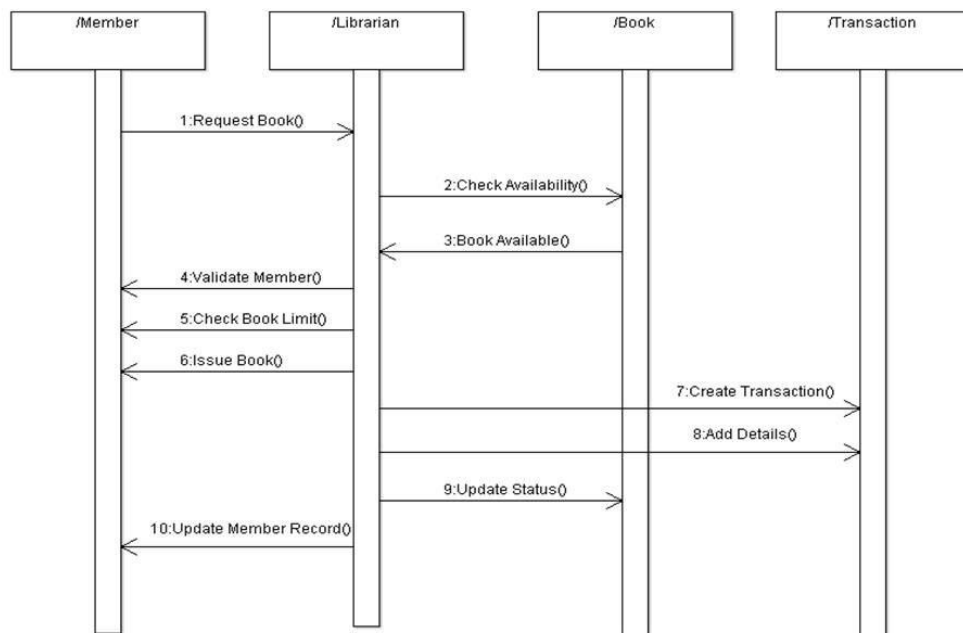 /Member
/Librarian
/Book
/Transaction
1:Request Book()
2:Check Availability()
3:Book Available()
4:Validate Member()
5:Check Book Limit()
6:Issue Book()
7:Create Transaction()
8:Add Details()
9:Update Status()
10:Update Member Record()